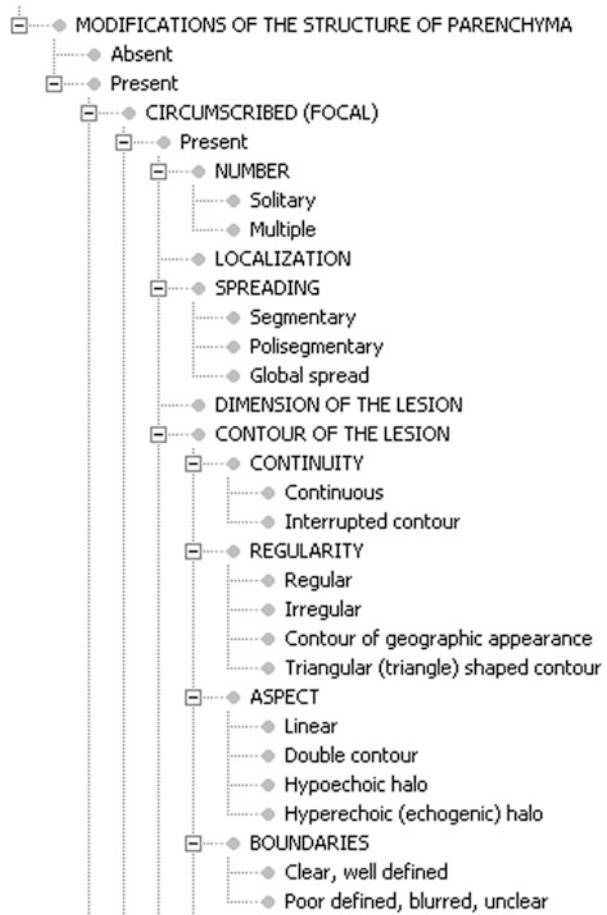 MODIFICATIONS OF THE STRUCTURE OF PARENCHYMA
Absent
Present
CIRCUMSCRIBED (FOCAL)
Present
NUMBER
Solitary
Multiple
LOCALIZATION
SPREADING
Segmentary
Polisegmentary
Global spread
DIMENSION OF THE LESION
CONTOUR OF THE LESION
CONTINUITY
Continuous
Interrupted contour
REGULARITY
Regular
Irregular
Contour of geographic appearance
Triangular (triangle) shaped contour
ASPECT
Linear
Double contour
Hypoechoic halo
Hyperechoic (echogenic) halo
BOUNDARIES
Clear, well defined
Poor defined, blurred, unclear